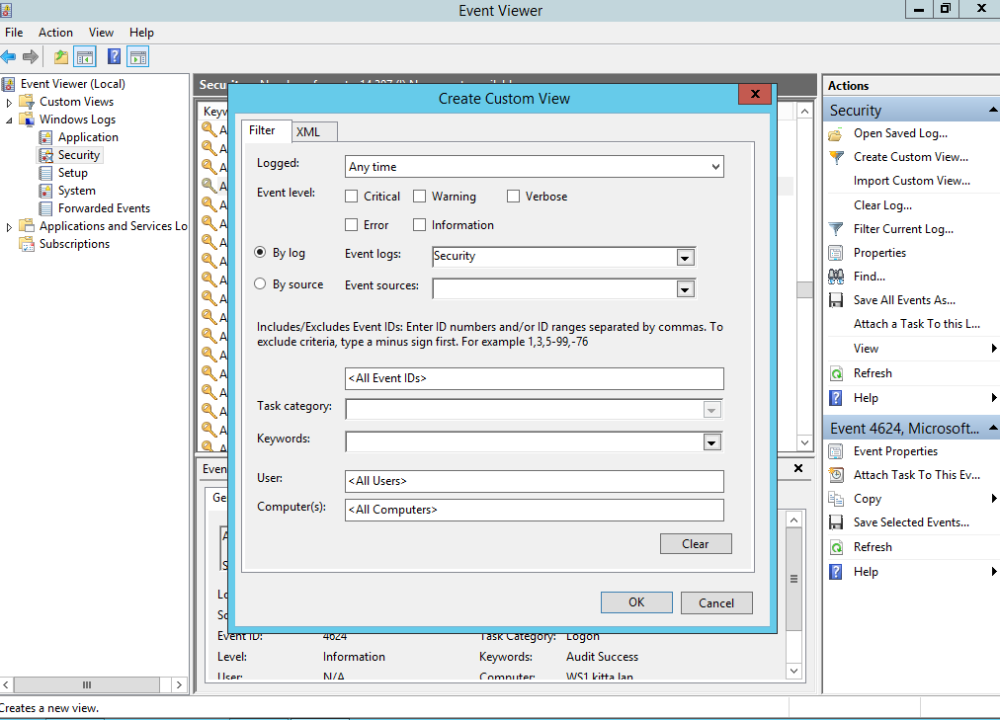 Event Viewer
File Action View Help
Event Viewer (Local)
Custom Views
Windows Logs
Application
Security
Setup
System
Forwarded Events
Applications and Services Lo
Subscriptions
Create Custom View
Filter XML
Logged: Any time
Event level: Critical Warning Verbose
Error Information
By log Event logs: Security
By source Event sources:
Includes/Excludes Event IDs: Enter ID numbers and/or ID ranges separated by commas. To
exclude criteria, type a minus sign first. For example 1,3,5-99,-76
<All Event IDs>
Task category:
Keywords:
User: <All Users>
Computer(s): <All Computers>
Clear
OK Cancel
Event ID: 4624 Task Category: Logon
Level: Information Keywords: Audit Success
User: N/A Computer: WS1.kitta.lan
Actions
Security
Open Saved Log...
Create Custom View...
Import Custom View...
Clear Log...
Filter Current Log...
Properties
Find...
Save All Events As...
Attach a Task To this L...
View
Refresh
Help
Event 4624, Microsoft...
Event Properties
Attach Task To This Ev...
Copy
Save Selected Events...
Refresh
Help
Creates a new view.